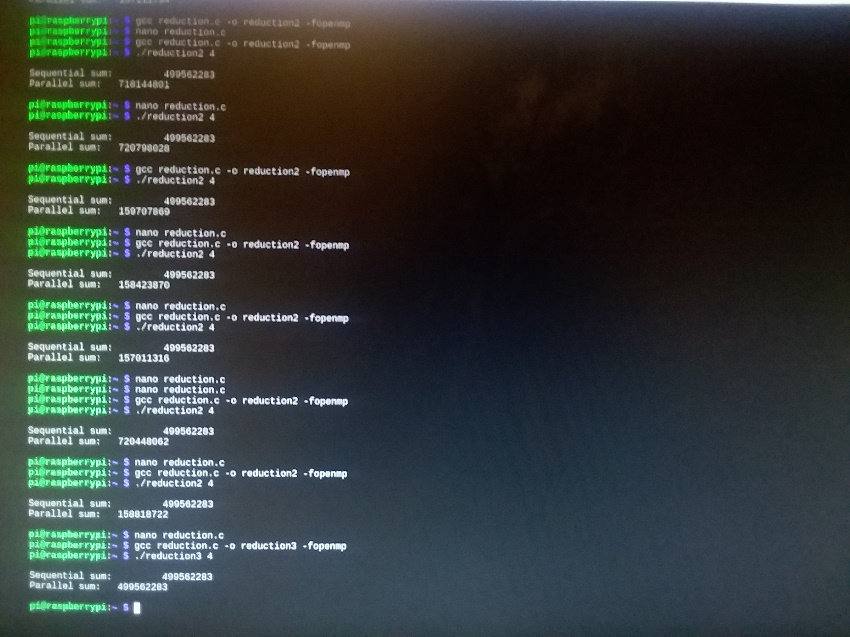 pi@raspberrypi:~ $ gcc reduction.c -o reduction2 -fopenmp
pi@raspberrypi:~ $ nano reduction.c
pi@raspberrypi:~ $ gcc reduction.c -o reduction2 -fopenmp
pi@raspberrypi:~ $ ./reduction2 4
Sequential sum: 499562283
Parallel sum: 716144801
pi@raspberrypi:~ $ nano reduction.c
pi@raspberrypi:~ $ ./reduction2 4
Sequential sum: 499562283
Parallel sum: 720798028
pi@raspberrypi:~ $ gcc reduction.c -o reduction2 -fopenmp
pi@raspberrypi:~ $ ./reduction2 4
Sequential sum: 499562283
Parallel sum: 159707869
pi@raspberrypi:~ $ nano reduction.c
pi@raspberrypi:~ $ gcc reduction.c -o reduction2 -fopenmp
pi@raspberrypi:~ $ ./reduction2 4
Sequential sum: 499562283
Parallel sum: 158423870
pi@raspberrypi:~ $ nano reduction.c
pi@raspberrypi:~ $ gcc reduction.c -o reduction2 -fopenmp
pi@raspberrypi:~ $ ./reduction2 4
Sequential sum: 499562283
Parallel sum: 157011316
pi@raspberrypi:~ $ nano reduction.c
pi@raspberrypi:~ $ nano reduction.c
pi@raspberrypi:~ $ gcc reduction.c -o reduction2 -fopenmp
pi@raspberrypi:~ $ ./reduction2 4
Sequential sum: 499562283
Parallel sum: 720448062
pi@raspberrypi:~ $ nano reduction.c
pi@raspberrypi:~ $ gcc reduction.c -o reduction2 -fopenmp
pi@raspberrypi:~ $ ./reduction2 4
Sequential sum: 499562283
Parallel sum: 158818722
pi@raspberrypi:~ $ nano reduction.c
pi@raspberrypi:~ $ gcc reduction.c -o reduction3 -fopenmp
pi@raspberrypi:~ $ ./reduction3 4
Sequential sum: 499562283
Parallel sum: 499562283
pi@raspberrypi:~ $